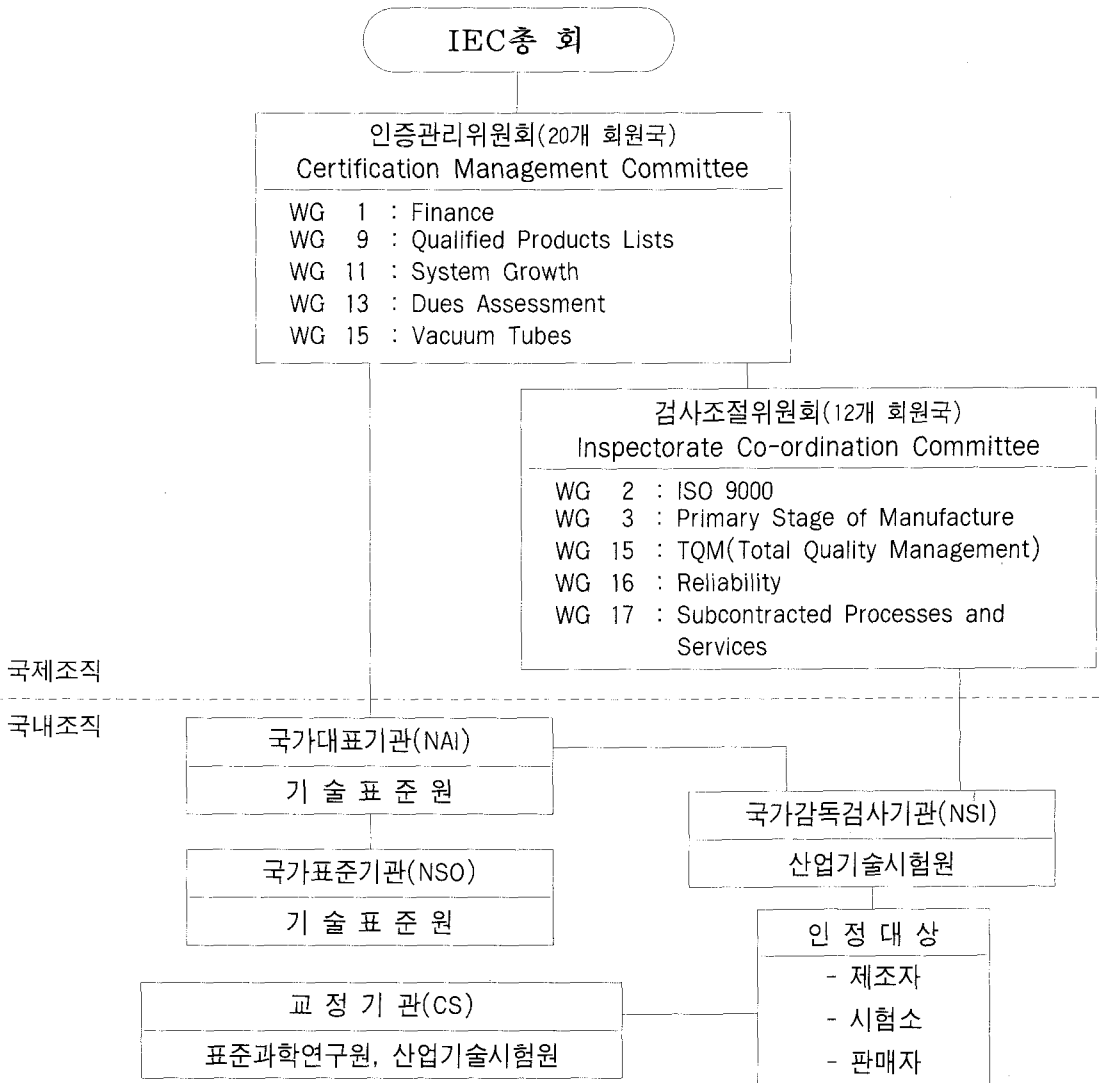 IEC총 회
인증관리위원회(20개 회원국)
Certification Management Committee
WG 1 : Finance
WG 9 : Qualified Products Lists
WG 11 : System Growth
WG 13 : Dues Assessment
WG 15 : Vacuum Tubes
검사조절위원회(12개 회원국)
Inspectorate Co-ordination Committee
WG 2 : ISO 9000
WG 3 : Primary Stage of Manufacture
WG 15 : TQM(Total Quality Management)
WG 16 : Reliability
WG 17 : Subcontracted Processes and
Services
국제조직
국내조직
국가대표기관(NAI)
기 술 표 준 원
국가감독검사기관(NSI)
산업기술시험원
국가표준기관(NSO)
기 술 표 준 원
인 정 대 상
- 제조자
- 시험소
- 판매자
교 정 기 관(CS)
표준과학연구원, 산업기술시험원